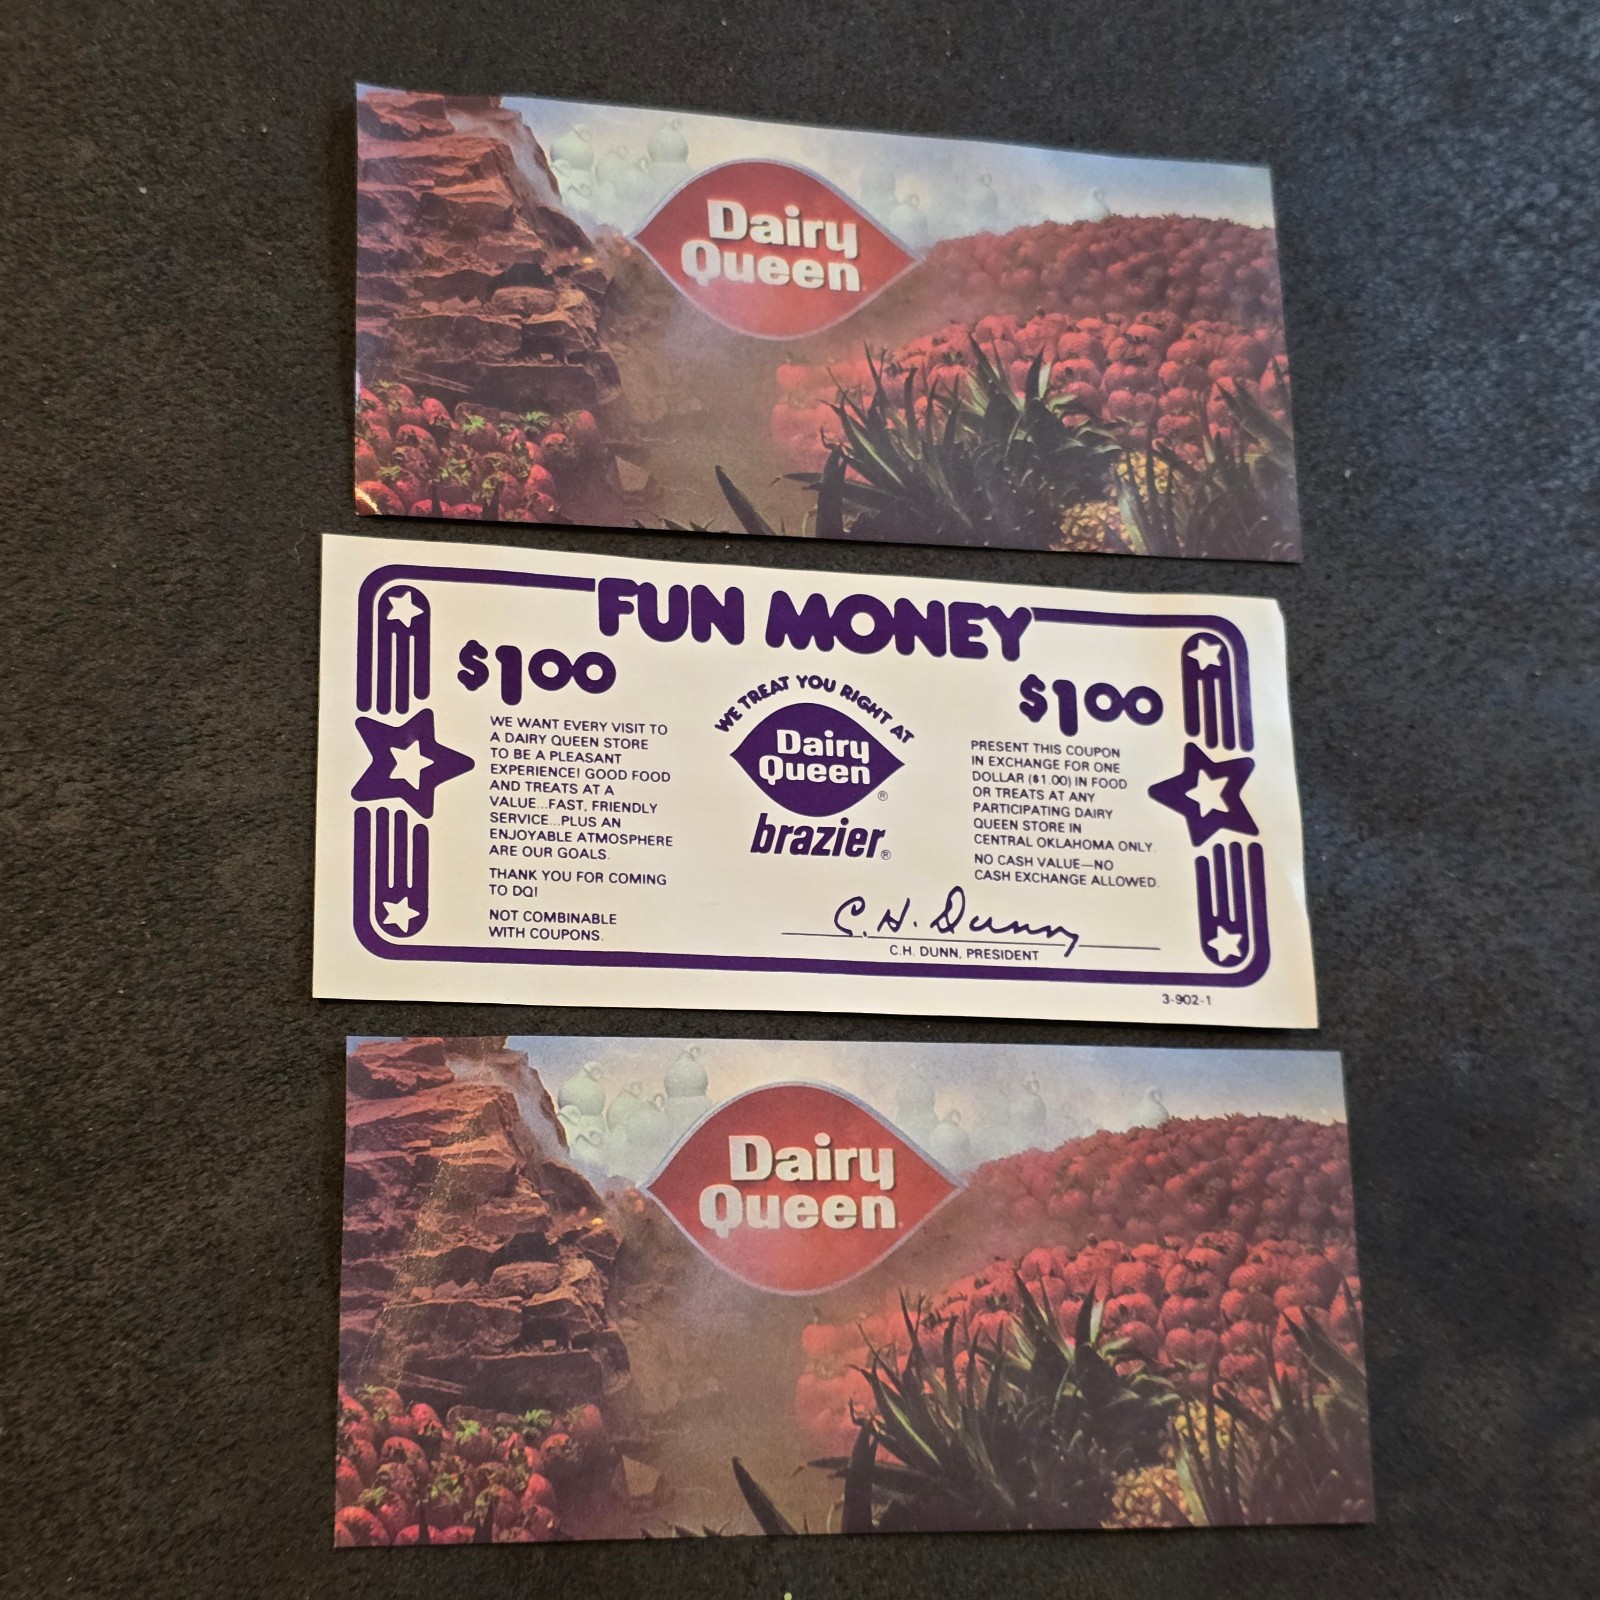 Dairy
Queen
FUN MONEY
$1.00
$1.00
WE TREAT YOU RIGHT AT
Dairy
Queen®
brazier®
WE WANT EVERY VISIT TO
A DAIRY QUEEN STORE
TO BE A PLEASANT
EXPERIENCE! GOOD FOOD
AND TREATS AT A
VALUE...FAST, FRIENDLY
SERVICE...PLUS AN
ENJOYABLE ATMOSPHERE
ARE OUR GOALS.
THANK YOU FOR COMING
TO DQ!
NOT COMBINABLE
WITH COUPONS.
PRESENT THIS COUPON
IN EXCHANGE FOR ONE
DOLLAR ($1.00) IN FOOD
OR TREATS AT ANY
PARTICIPATING DAIRY
QUEEN STORE IN
CENTRAL OKLAHOMA ONLY.
NO CASH VALUE—NO
CASH EXCHANGE ALLOWED.
C. H. Dunn
C.H. DUNN, PRESIDENT
3-902-1
Dairy
Queen